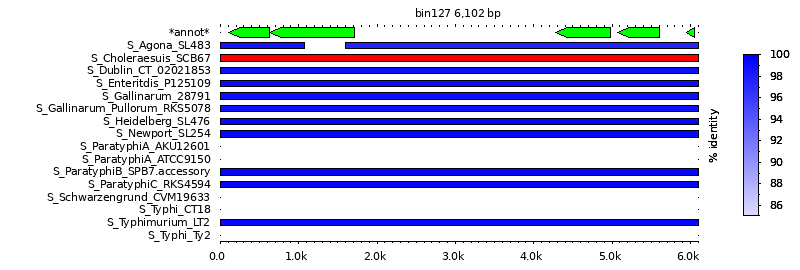 bin127 6,102 bp
*annot*
S_Agona_SL483
S_Choleraesuis_SCB67
S_Dublin_CT_02021853
S_Enteritdis_P125109
S_Gallinarum_28791
S_Gallinarum_Pullorum_RKS5078
S_Heidelberg_SL476
S_Newport_SL254
S_ParatyphiA_AKU12601
S_ParatyphiA_ATCC9150
S_ParatyphiB_SPB7.accessory
S_ParatyphiC_RKS4594
S_Schwarzengrund_CVM19633
S_Typhi_CT18
S_Typhimurium_LT2
S_Typhi_Ty2
0.0 1.0k 2.0k 3.0k 4.0k 5.0k 6.0k
% identity
100
98
96
94
92
90
88
86